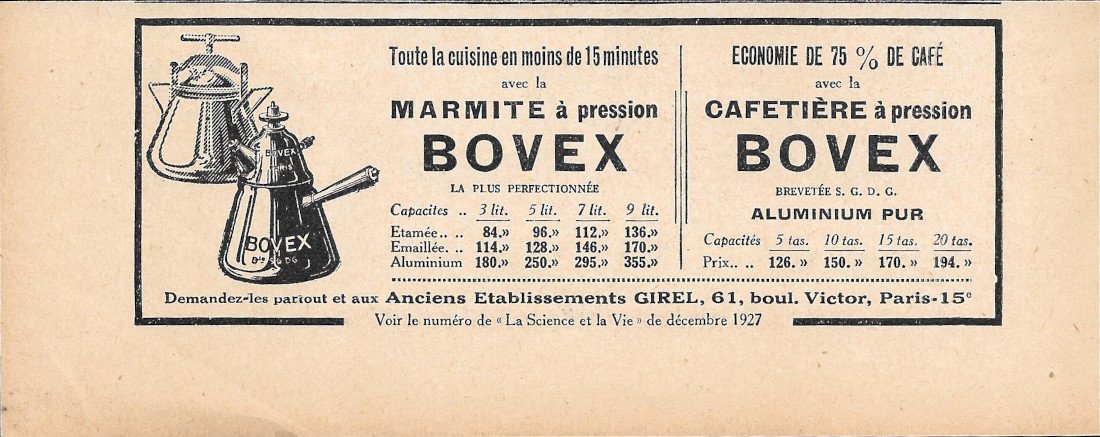 BOVEX
PARIS
BOVEX
Bté S.G.DG
Toute la cuisine en moins de 15 minutes
avec la
MARMITE à pression
BOVEX
LA PLUS PERFECTIONNÉE
Capacites .. 3 lit. 5 lit. 7 lit. 9 lit.
Etamée.. .. 84.» 96.» 112.» 136.»
Emaillée. .. 114.» 128.» 146.» 170.»
Aluminium 180.» 250.» 295.» 355.»
ECONOMIE DE 75 % DE CAFÉ
avec la
CAFETIÈRE à pression
BOVEX
BREVETÉE S. G. D. G.
ALUMINIUM PUR
Capacités 5 tas. 10 tas. 15 tas. 20 tas.
Prix.. .. 126. » 150. » 170. » 194. »
Demandez-les partout et aux Anciens Etablissements GIREL, 61, boul. Victor, Paris-15e
Voir le numéro de « La Science et la Vie » de décembre 1927